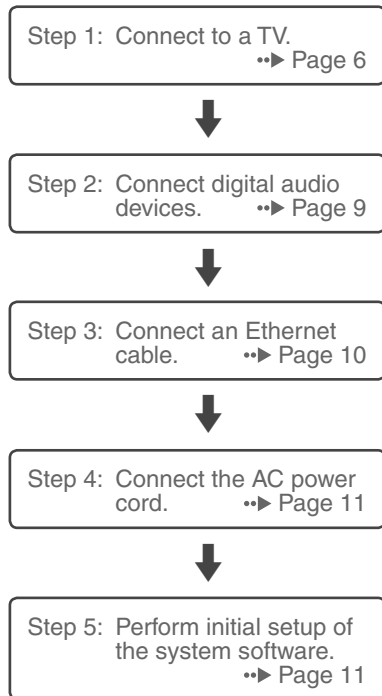 Step 1: Connect to a TV.
••▶ Page 6
Step 2: Connect digital audio
devices. ••▶ Page 9
Step 3: Connect an Ethernet
cable. ••▶ Page 10
Step 4: Connect the AC power
cord. ••▶ Page 11
Step 5: Perform initial setup of
the system software.
••▶ Page 11